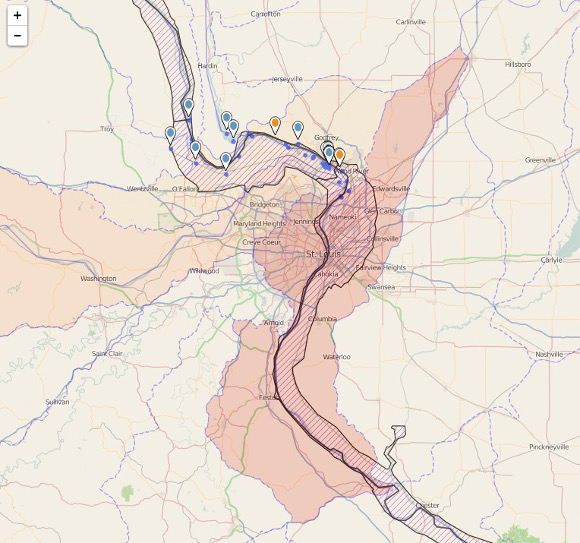 +
Carrollton
Carlinville
−
Hardin
Hillsboro
Jerseyville
Troy
Godfrey
Greenville
Wood River
Wentzville
O'Fallon
Edwardsville
Bridgeton
Glen Carbon
Nameoki
Jennings
Maryland Heights
Creve Coeur
Collinsville
St. Louis
Carlyle
Wildwood
Fairview Heights
Cahokia
Washington
Swansea
Arnold
Columbia
Saint Clair
Waterloo
Nashville
Festus
Sullivan
Pinckneyville
Chester